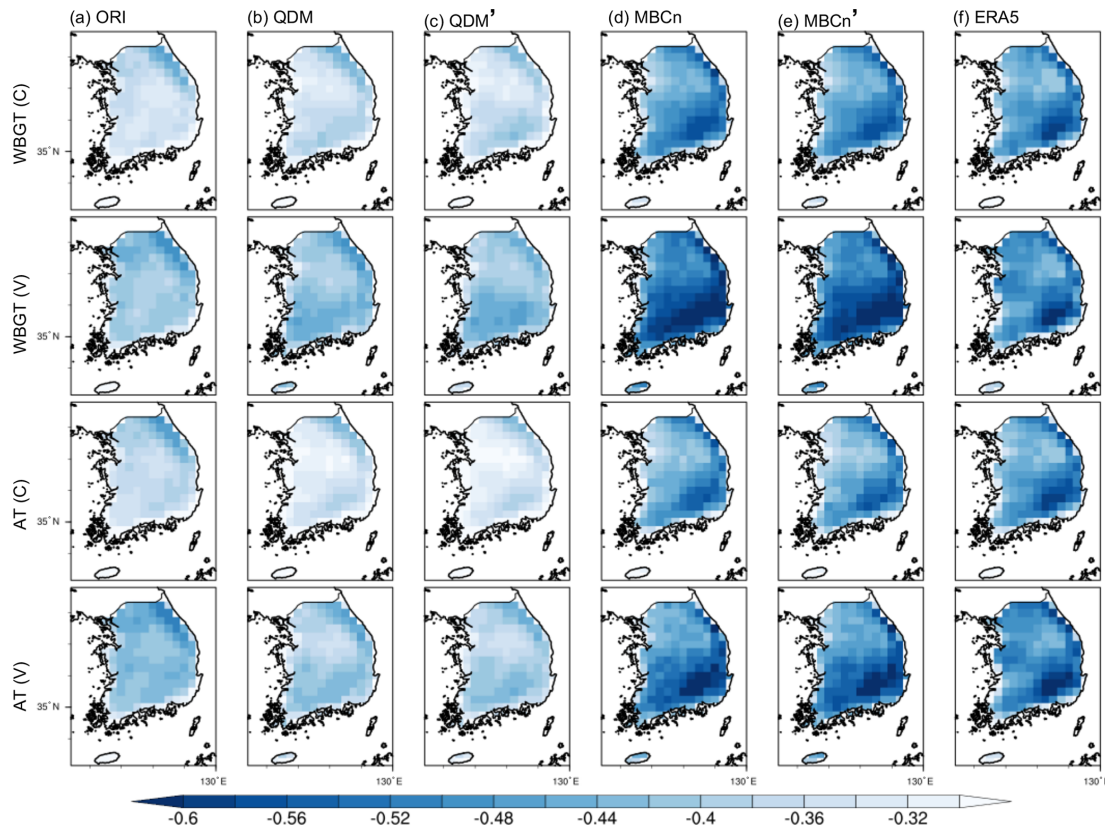 (a) ORI (b) QDM (c) QDM’ (d) MBCn (e) MBCn’ (f) ERA5
WBGT (C)
35°N
WBGT (V)
35°N
AT (C)
35°N
AT (V)
35°N
130°E 130°E 130°E 130°E 130°E 130°E
-0.6 -0.56 -0.52 -0.48 -0.44 -0.4 -0.36 -0.32